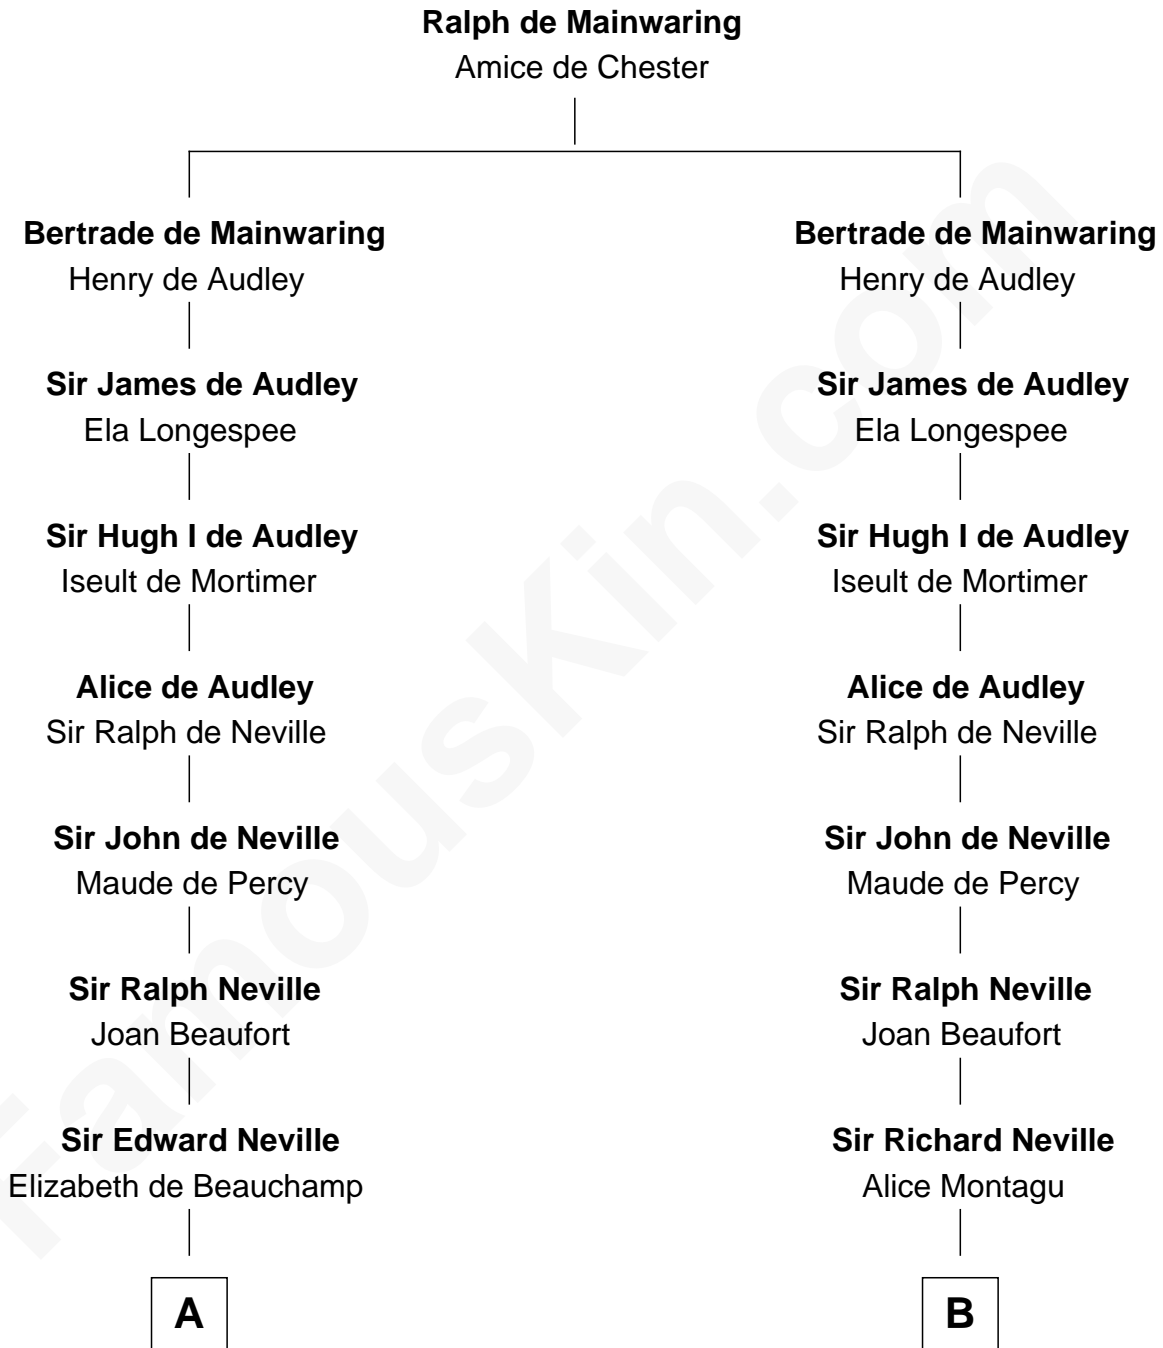 Ralph de Mainwaring
Amice de Chester
Bertrade de Mainwaring
Henry de Audley
Sir James de Audley
Ela Longespee
Sir Hugh I de Audley
Iseult de Mortimer
Alice de Audley
Sir Ralph de Neville
Sir John de Neville
Maude de Percy
Sir Ralph Neville
Joan Beaufort
Sir Edward Neville
Elizabeth de Beauchamp
A
Bertrade de Mainwaring
Henry de Audley
Sir James de Audley
Ela Longespee
Sir Hugh I de Audley
Iseult de Mortimer
Alice de Audley
Sir Ralph de Neville
Sir John de Neville
Maude de Percy
Sir Ralph Neville
Joan Beaufort
Sir Richard Neville
Alice Montagu
B
FamousKin.com